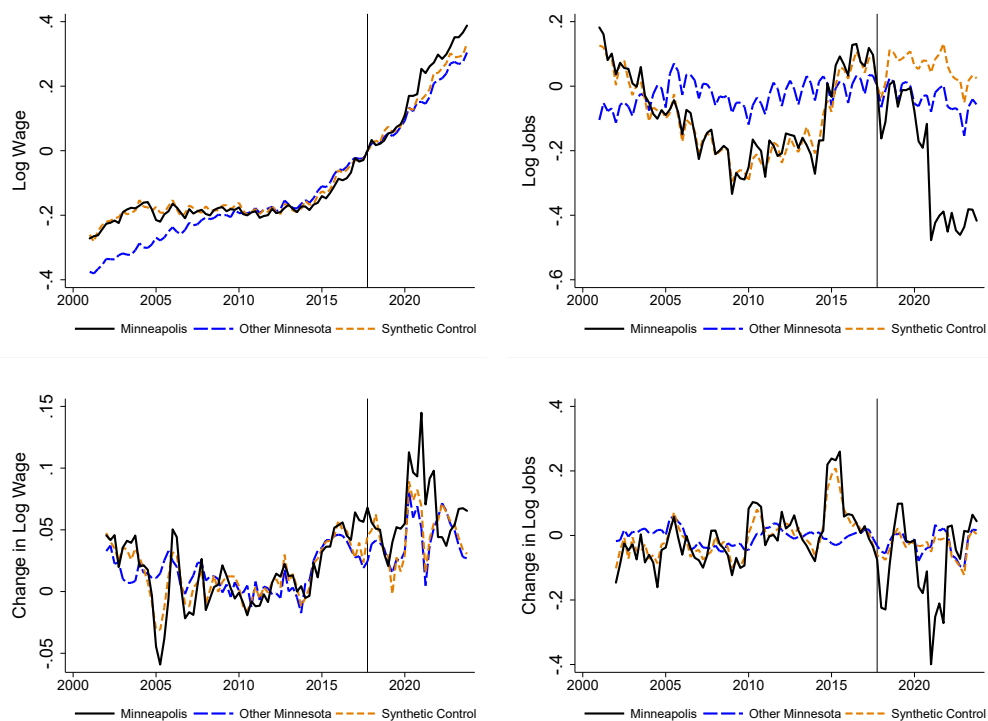 Log Wage
.4
.2
0
-.2
-.4
2000 2005 2010 2015 2020
Minneapolis Other Minnesota Synthetic Control
Log Jobs
.2
0
-.2
-.4
-.6
2000 2005 2010 2015 2020
Minneapolis Other Minnesota Synthetic Control
Change in Log Wage
.15
.1
.05
0
-.05
2000 2005 2010 2015 2020
Minneapolis Other Minnesota Synthetic Control
Change in Log Jobs
.4
.2
0
-.2
-.4
2000 2005 2010 2015 2020
Minneapolis Other Minnesota Synthetic Control